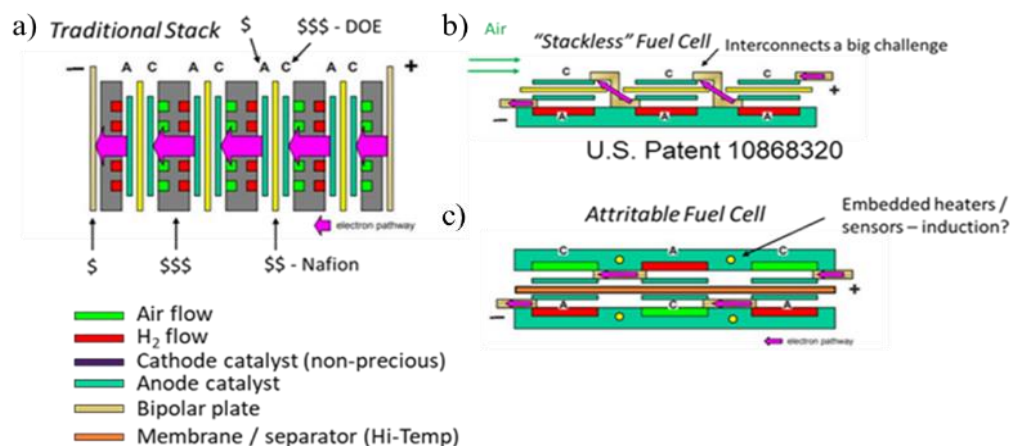 a)
Traditional Stack
$
$$$ - DOE
−
A C A C A C A C
+
electron pathway
$
$$$
$$ - Nafion
Air flow
H₂ flow
Cathode catalyst (non-precious)
Anode catalyst
Bipolar plate
Membrane / separator (Hi-Temp)
b)
Air
"Stackless" Fuel Cell
Interconnects a big challenge
C C C
+
−
A A A
U.S. Patent 10868320
c)
Attritable Fuel Cell
Embedded heaters /
sensors – induction?
C A C
+
−
A C A
electron pathway